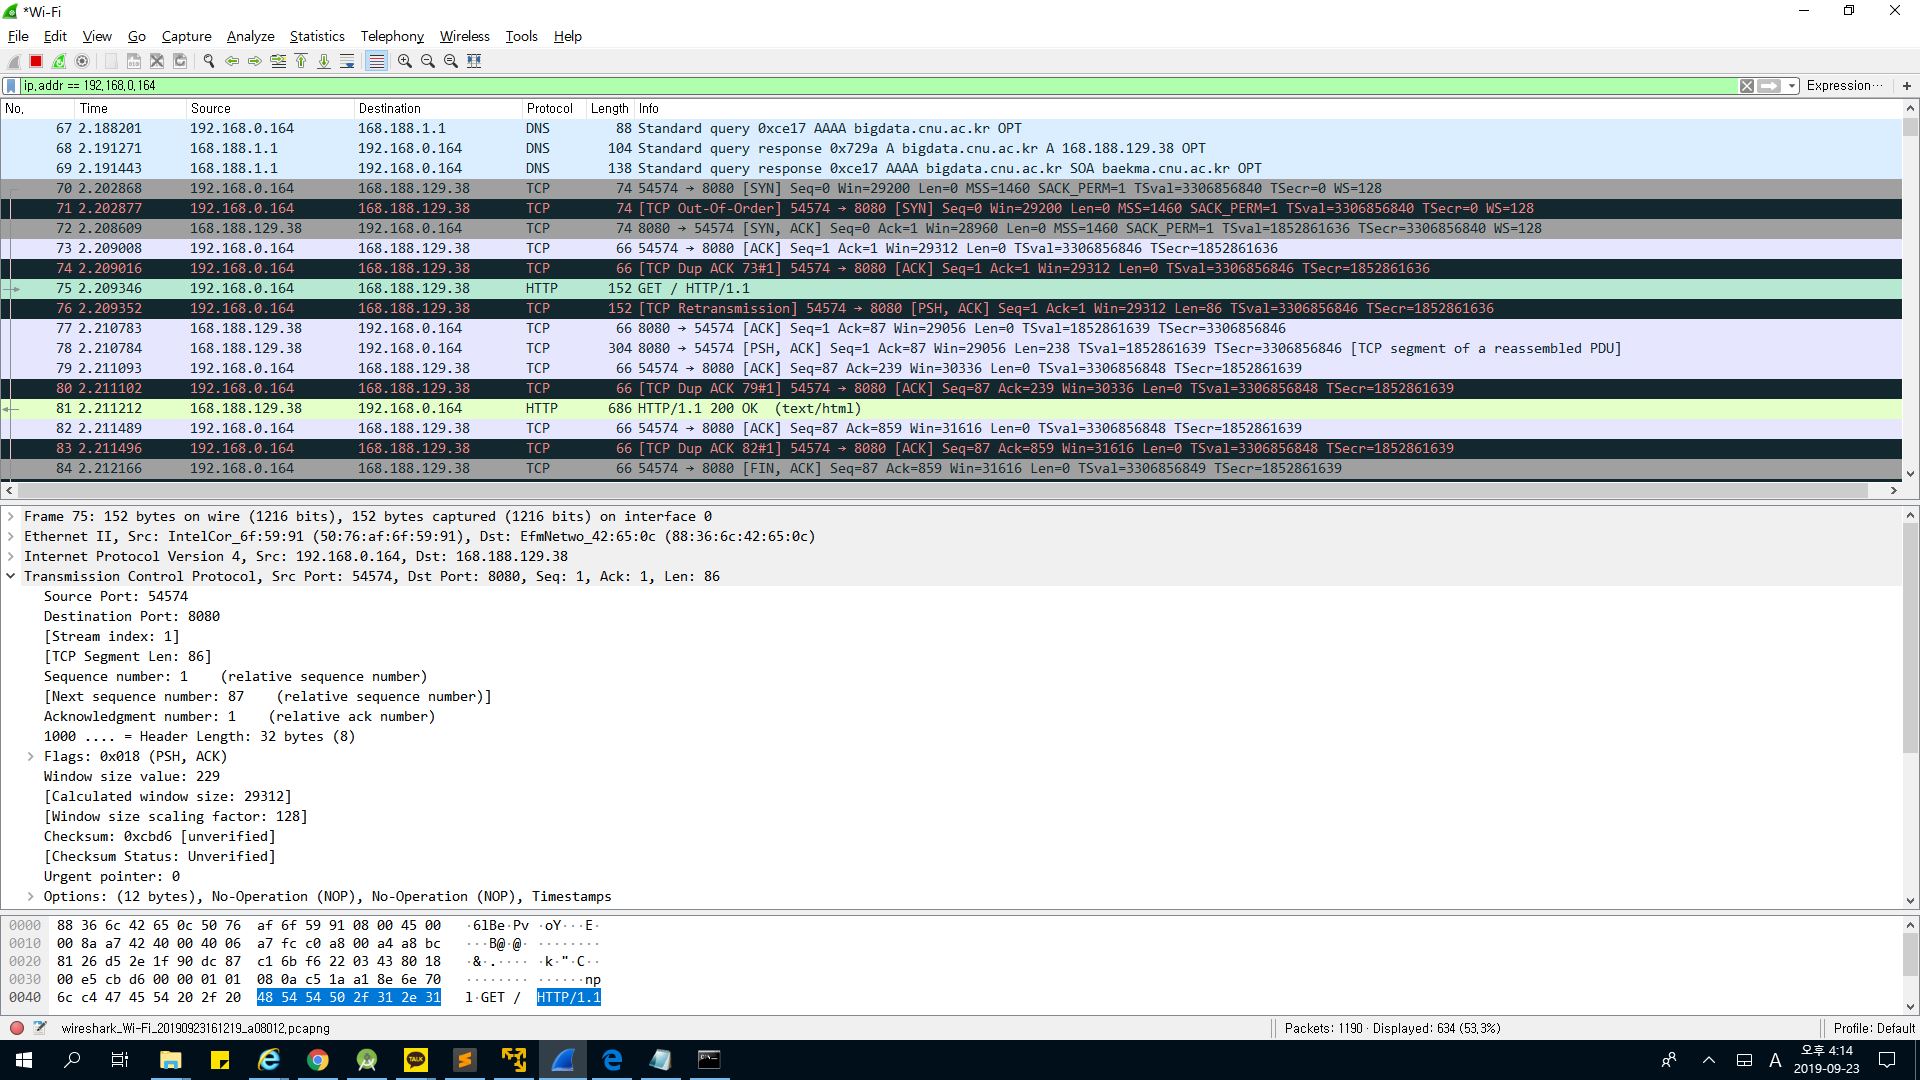 *Wi-Fi
File Edit View Go Capture Analyze Statistics Telephony Wireless Tools Help
ip.addr == 192.168.0.164 Expression… +
No. Time Source Destination Protocol Length Info
67 2.188201 192.168.0.164 168.188.1.1 DNS 88 Standard query 0xce17 AAAA bigdata.cnu.ac.kr OPT
68 2.191271 168.188.1.1 192.168.0.164 DNS 104 Standard query response 0x729a A bigdata.cnu.ac.kr A 168.188.129.38 OPT
69 2.191443 168.188.1.1 192.168.0.164 DNS 138 Standard query response 0xce17 AAAA bigdata.cnu.ac.kr SOA baekma.cnu.ac.kr OPT
70 2.202868 192.168.0.164 168.188.129.38 TCP 74 54574 → 8080 [SYN] Seq=0 Win=29200 Len=0 MSS=1460 SACK_PERM=1 TSval=3306856840 TSecr=0 WS=128
71 2.202877 192.168.0.164 168.188.129.38 TCP 74 [TCP Out-Of-Order] 54574 → 8080 [SYN] Seq=0 Win=29200 Len=0 MSS=1460 SACK_PERM=1 TSval=3306856840 TSecr=0 WS=128
72 2.208609 168.188.129.38 192.168.0.164 TCP 74 8080 → 54574 [SYN, ACK] Seq=0 Ack=1 Win=28960 Len=0 MSS=1460 SACK_PERM=1 TSval=1852861636 TSecr=3306856840 WS=128
73 2.209008 192.168.0.164 168.188.129.38 TCP 66 54574 → 8080 [ACK] Seq=1 Ack=1 Win=29312 Len=0 TSval=3306856846 TSecr=1852861636
74 2.209016 192.168.0.164 168.188.129.38 TCP 66 [TCP Dup ACK 73#1] 54574 → 8080 [ACK] Seq=1 Ack=1 Win=29312 Len=0 TSval=3306856846 TSecr=1852861636
75 2.209346 192.168.0.164 168.188.129.38 HTTP 152 GET / HTTP/1.1
76 2.209352 192.168.0.164 168.188.129.38 TCP 152 [TCP Retransmission] 54574 → 8080 [PSH, ACK] Seq=1 Ack=1 Win=29312 Len=86 TSval=3306856846 TSecr=1852861636
77 2.210783 168.188.129.38 192.168.0.164 TCP 66 8080 → 54574 [ACK] Seq=1 Ack=87 Win=29056 Len=0 TSval=1852861639 TSecr=3306856846
78 2.210784 168.188.129.38 192.168.0.164 TCP 304 8080 → 54574 [PSH, ACK] Seq=1 Ack=87 Win=29056 Len=238 TSval=1852861639 TSecr=3306856846 [TCP segment of a reassembled PDU]
79 2.211093 192.168.0.164 168.188.129.38 TCP 66 54574 → 8080 [ACK] Seq=87 Ack=239 Win=30336 Len=0 TSval=3306856848 TSecr=1852861639
80 2.211102 192.168.0.164 168.188.129.38 TCP 66 [TCP Dup ACK 79#1] 54574 → 8080 [ACK] Seq=87 Ack=239 Win=30336 Len=0 TSval=3306856848 TSecr=1852861639
81 2.211212 168.188.129.38 192.168.0.164 HTTP 686 HTTP/1.1 200 OK (text/html)
82 2.211489 192.168.0.164 168.188.129.38 TCP 66 54574 → 8080 [ACK] Seq=87 Ack=859 Win=31616 Len=0 TSval=3306856848 TSecr=1852861639
83 2.211496 192.168.0.164 168.188.129.38 TCP 66 [TCP Dup ACK 82#1] 54574 → 8080 [ACK] Seq=87 Ack=859 Win=31616 Len=0 TSval=3306856848 TSecr=1852861639
84 2.212166 192.168.0.164 168.188.129.38 TCP 66 54574 → 8080 [FIN, ACK] Seq=87 Ack=859 Win=31616 Len=0 TSval=3306856849 TSecr=1852861639
Frame 75: 152 bytes on wire (1216 bits), 152 bytes captured (1216 bits) on interface 0
Ethernet II, Src: IntelCor_6f:59:91 (50:76:af:6f:59:91), Dst: EfmNetwo_42:65:0c (88:36:6c:42:65:0c)
Internet Protocol Version 4, Src: 192.168.0.164, Dst: 168.188.129.38
Transmission Control Protocol, Src Port: 54574, Dst Port: 8080, Seq: 1, Ack: 1, Len: 86
Source Port: 54574
Destination Port: 8080
[Stream index: 1]
[TCP Segment Len: 86]
Sequence number: 1 (relative sequence number)
[Next sequence number: 87 (relative sequence number)]
Acknowledgment number: 1 (relative ack number)
1000 .... = Header Length: 32 bytes (8)
Flags: 0x018 (PSH, ACK)
Window size value: 229
[Calculated window size: 29312]
[Window size scaling factor: 128]
Checksum: 0xcbd6 [unverified]
[Checksum Status: Unverified]
Urgent pointer: 0
Options: (12 bytes), No-Operation (NOP), No-Operation (NOP), Timestamps
0000 88 36 6c 42 65 0c 50 76 af 6f 59 91 08 00 45 00 ·6lBe·Pv ·oY···E·
0010 00 8a a7 42 40 00 40 06 a7 fc c0 a8 00 a4 a8 bc ···B@·@· ········
0020 81 26 d5 2e 1f 90 dc 87 c1 6b f6 22 03 43 80 18 ·&·.···· ·k·"·C··
0030 00 e5 cb d6 00 00 01 01 08 0a c5 1a a1 8e 6e 70 ········ ······np
0040 6c c4 47 45 54 20 2f 20 48 54 54 50 2f 31 2e 31 l·GET / HTTP/1.1
wireshark_Wi-Fi_20190923161219_a08012.pcapng Packets: 1190 · Displayed: 634 (53.3%) Profile: Default
TALK A 오후 4:14
2019-09-23